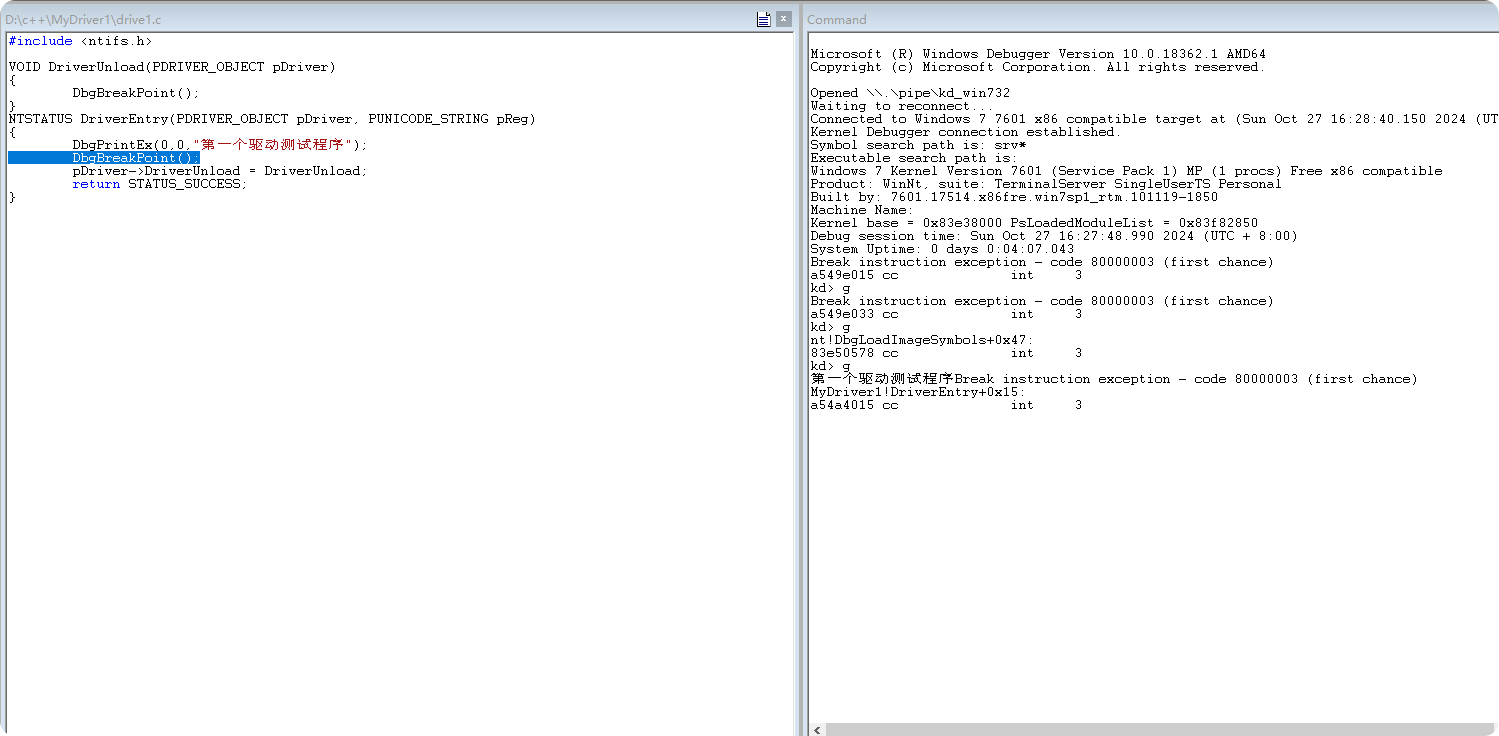 D:\c++\MyDriver1\drive1.c
#include <ntifs.h>
VOID DriverUnload(PDRIVER_OBJECT pDriver)
{
DbgBreakPoint();
}
NTSTATUS DriverEntry(PDRIVER_OBJECT pDriver, PUNICODE_STRING pReg)
{
DbgPrintEx(0,0,"第一个驱动测试程序");
DbgBreakPoint();
pDriver->DriverUnload = DriverUnload;
return STATUS_SUCCESS;
}
Command
Microsoft (R) Windows Debugger Version 10.0.18362.1 AMD64
Copyright (c) Microsoft Corporation. All rights reserved.
Opened \\.\pipe\kd_win732
Waiting to reconnect...
Connected to Windows 7 7601 x86 compatible target at (Sun Oct 27 16:28:40.150 2024 (UT
Kernel Debugger connection established.
Symbol search path is: srv*
Executable search path is:
Windows 7 Kernel Version 7601 (Service Pack 1) MP (1 procs) Free x86 compatible
Product: WinNt, suite: TerminalServer SingleUserTS Personal
Built by: 7601.17514.x86fre.win7sp1_rtm.101119-1850
Machine Name:
Kernel base = 0x83e38000 PsLoadedModuleList = 0x83f82850
Debug session time: Sun Oct 27 16:27:48.990 2024 (UTC + 8:00)
System Uptime: 0 days 0:04:07.043
Break instruction exception - code 80000003 (first chance)
a549e015 cc int 3
kd> g
Break instruction exception - code 80000003 (first chance)
a549e033 cc int 3
kd> g
nt!DbgLoadImageSymbols+0x47:
83e50578 cc int 3
kd> g
第一个驱动测试程序Break instruction exception - code 80000003 (first chance)
MyDriver1!DriverEntry+0x15:
a54a4015 cc int 3